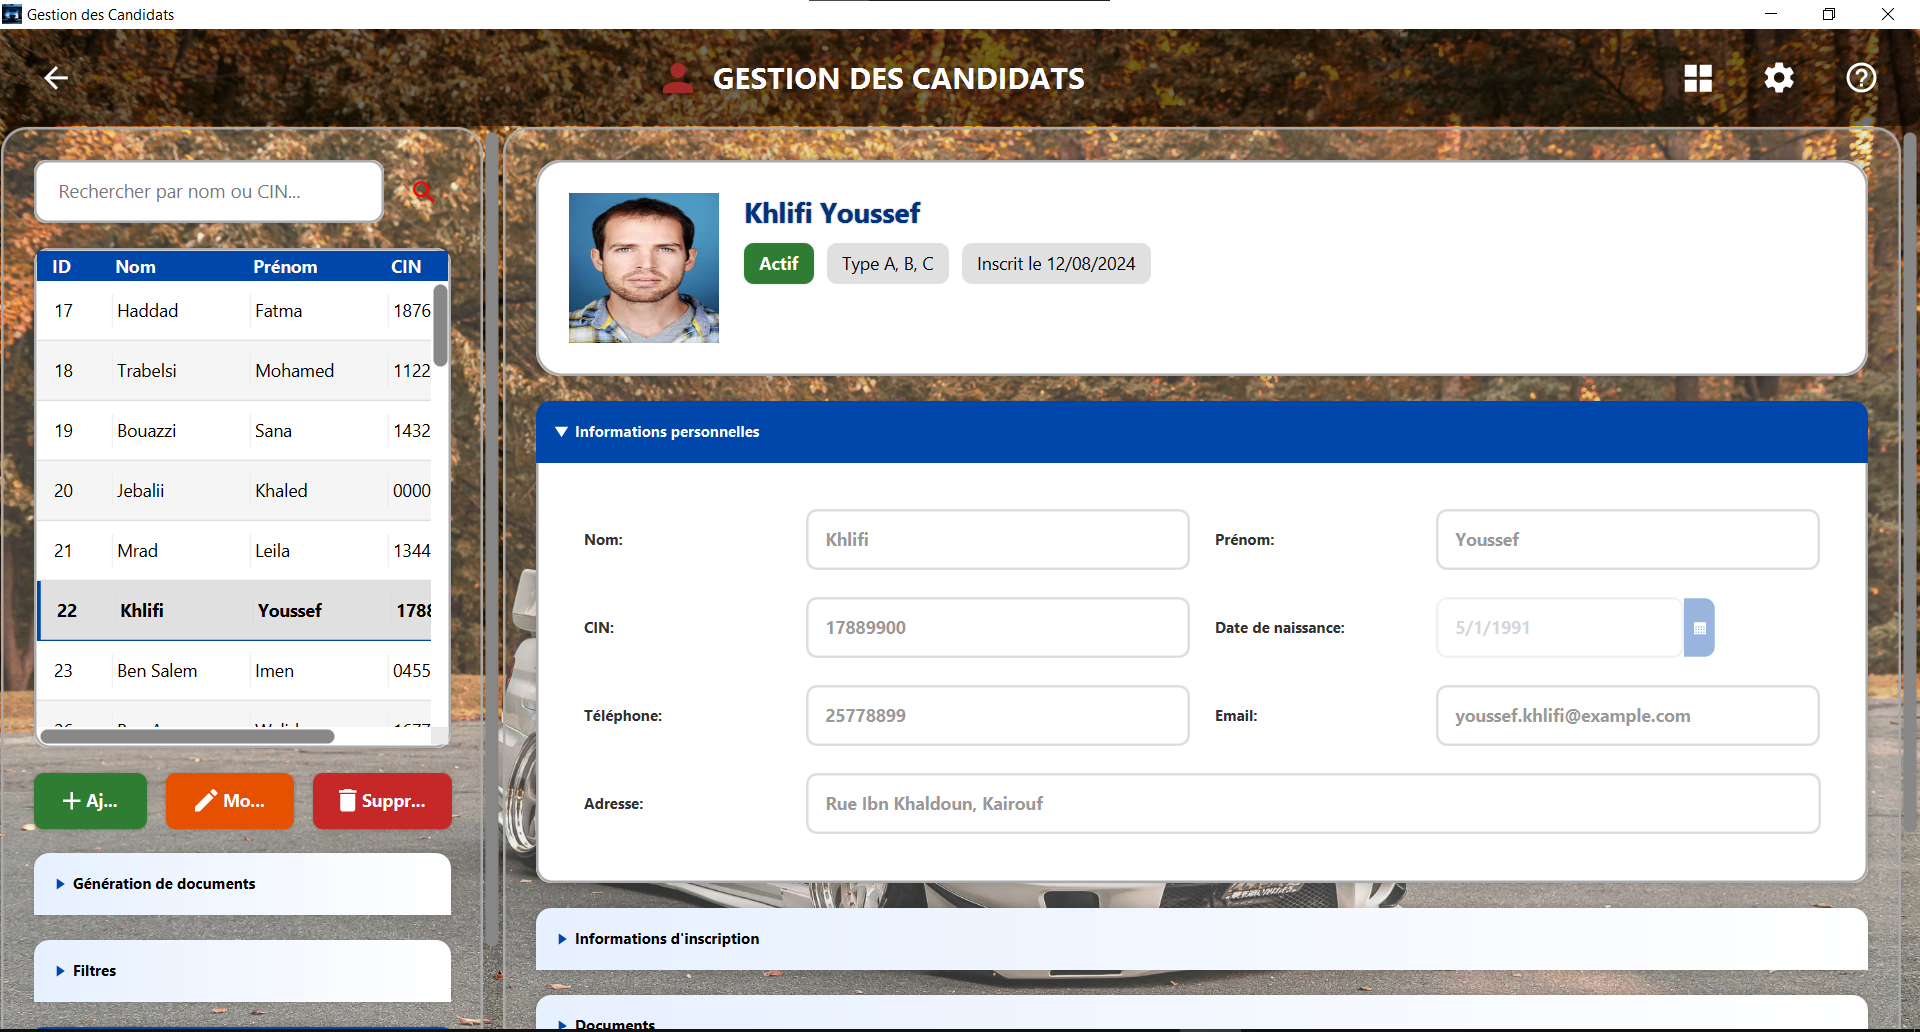 Gestion des Candidats
GESTION DES CANDIDATS
Rechercher par nom ou CIN...
ID Nom Prénom CIN
17 Haddad Fatma 1876
18 Trabelsi Mohamed 1122
19 Bouazzi Sana 1432
20 Jebalii Khaled 0000
21 Mrad Leila 1344
22 Khlifi Youssef 1788
23 Ben Salem Imen 0455
Aj... Mo... Suppr...
Génération de documents
Filtres
Khlifi Youssef
Actif Type A, B, C Inscrit le 12/08/2024
Informations personnelles
Nom: Khlifi Prénom: Youssef
CIN: 17889900 Date de naissance: 5/1/1991
Téléphone: 25778899 Email: youssef.khlifi@example.com
Adresse: Rue Ibn Khaldoun, Kairouf
Informations d'inscription
Documents